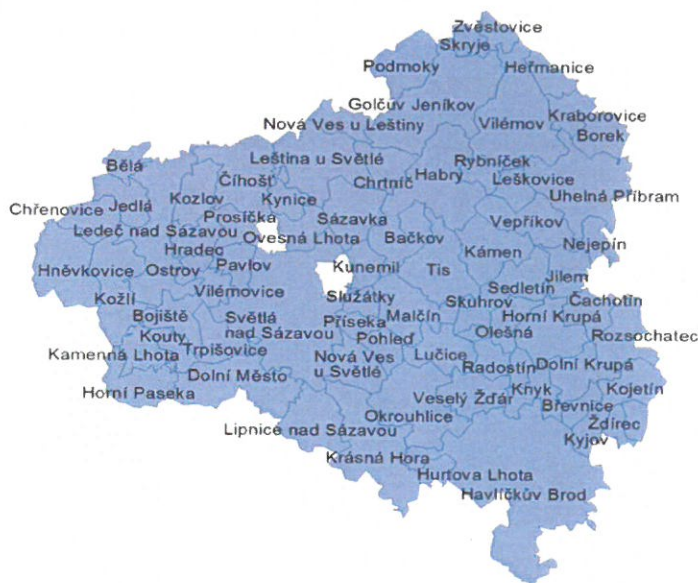 Zvěstovice
Skryje
Podmoky
Heřmanice
Golčův Jeníkov
Kraborovice
Nová Ves u Leštiny
Vilémov
Borek
Bělá
Leština u Světlé
Rybníček
Číhošť
Habry
Leškovice
Chrtníč
Uhelná Příbram
Kozlov
Kynice
Chřenovice
Jedlá
Prosíčka
Sázavka
Vepříkov
Ledeč nad Sázavou
Ovesná Lhota
Bačkov
Nejepín
Hradec
Kámen
Hněvkovice
Ostrov
Pavlov
Kunemil
Tis
Jilem
Vilémovice
Sedletín
Kožlí
Služátky
Skuhrov
Čachotín
Bojiště
Světlá
nad Sázavou
Příseka
Malčín
Horní Krupá
Kouty
Pohleď
Olešná
Rozsochatec
Kamenná Lhota
Trpišovice
Nová Ves
u Světlé
Lučice
Radostín
Dolní Krupá
Dolní Město
Horní Paseka
Veselý Žďár
Knyk
Kojetín
Břevnice
Okrouhlice
Ždírec
Lipnice nad Sázavou
Kyjov
Krásná Hora
Hurtova Lhota
Havlíčkův Brod